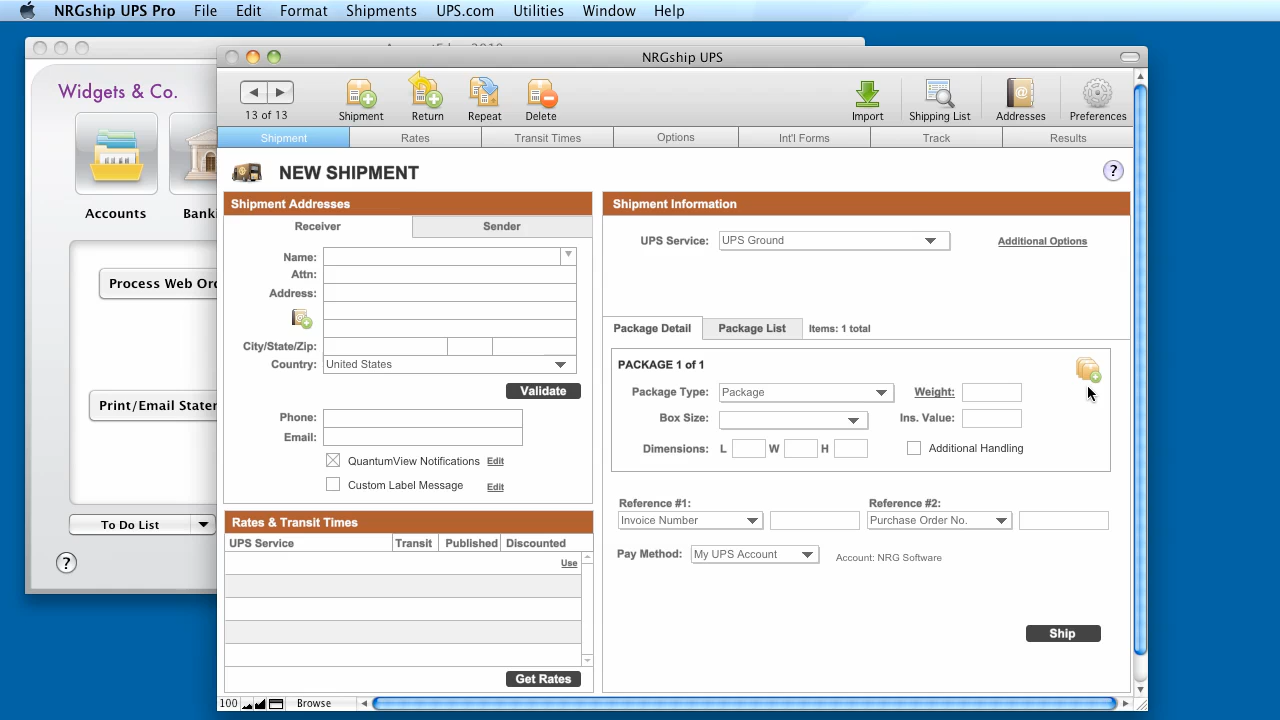 NRGship UPS Pro File Edit Format Shipments UPS.com Utilities Window Help
NRGship UPS
Widgets & Co.
Accounts
Process Web Or
Print/Email State
To Do List
?
13 of 13
Shipment Return Repeat Delete Import Shipping List Addresses Preferences
Shipment Rates Transit Times Options Int'l Forms Track Results
NEW SHIPMENT ?
Shipment Addresses
Receiver Sender
Name:
Attn:
Address:
City/State/Zip:
Country: United States
Validate
Phone:
Email:
QuantumView Notifications Edit
Custom Label Message Edit
Rates & Transit Times
UPS Service Transit Published Discounted
Use
Get Rates
Shipment Information
UPS Service: UPS Ground Additional Options
Package Detail Package List Items: 1 total
PACKAGE 1 of 1
Package Type: Package Weight:
Box Size: Ins. Value:
Dimensions: L W H Additional Handling
Reference #1: Reference #2:
Invoice Number Purchase Order No.
Pay Method: My UPS Account Account: NRG Software
Ship
100 Browse